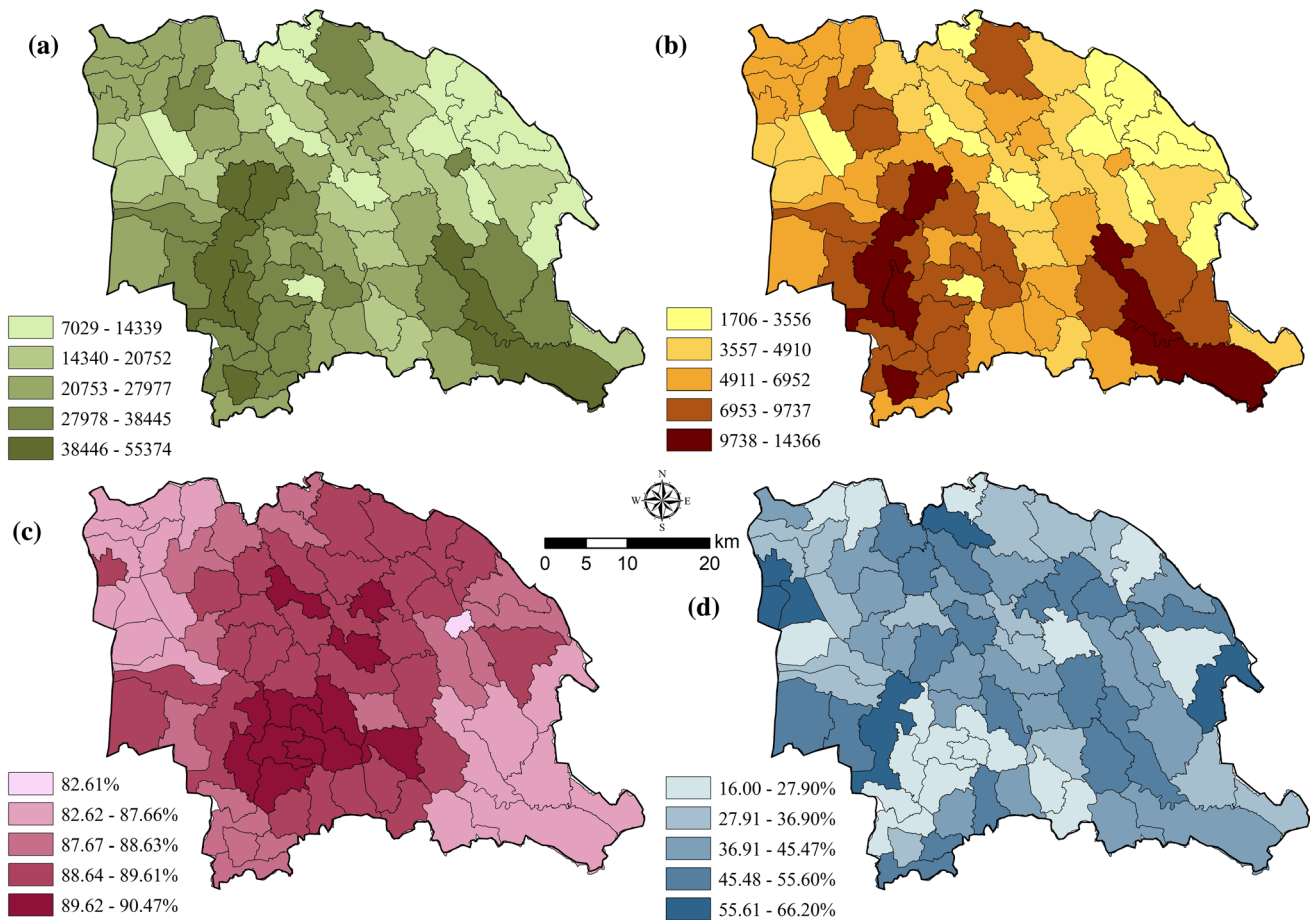 (a)
7029 - 14339
14340 - 20752
20753 - 27977
27978 - 38445
38446 - 55374
(b)
1706 - 3556
3557 - 4910
4911 - 6952
6953 - 9737
9738 - 14366
N
W E
S
km
0 5 10 20
(c)
82.61%
82.62 - 87.66%
87.67 - 88.63%
88.64 - 89.61%
89.62 - 90.47%
(d)
16.00 - 27.90%
27.91 - 36.90%
36.91 - 45.47%
45.48 - 55.60%
55.61 - 66.20%